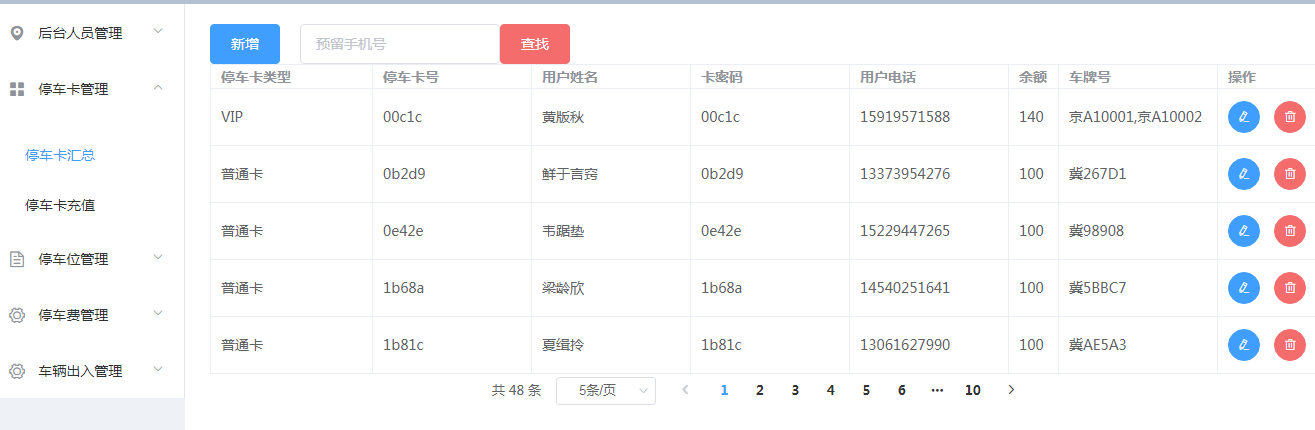 后台人员管理
停车卡管理
停车卡汇总
停车卡充值
停车位管理
停车费管理
车辆出入管理
新增 预留手机号 查找
停车卡类型 停车卡号 用户姓名 卡密码 用户电话 余额 车牌号 操作
VIP 00c1c 黄版秋 00c1c 15919571588 140 京A10001,京A10002
普通卡 0b2d9 鲜于言窍 0b2d9 13373954276 100 冀267D1
普通卡 0e42e 韦踞垫 0e42e 15229447265 100 冀98908
普通卡 1b68a 梁龄欣 1b68a 14540251641 100 冀5BBC7
普通卡 1b81c 夏缉拎 1b81c 13061627990 100 冀AE5A3
共 48 条 5条/页 1 2 3 4 5 6 ··· 10